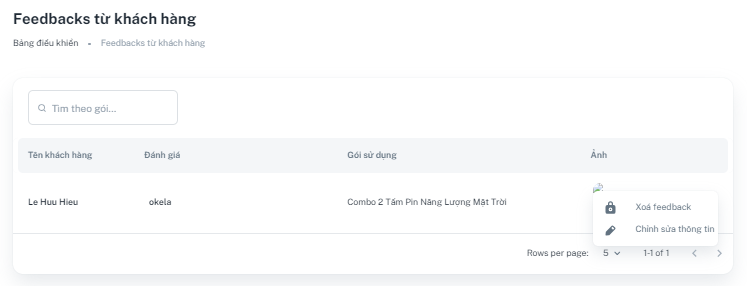 Feedbacks từ khách hàng
Bảng điều khiển • Feedbacks từ khách hàng
Tìm theo gói...
Tên khách hàng Đánh giá Gói sử dụng Ảnh
Le Huu Hieu okela Combo 2 Tấm Pin Năng Lượng Mặt Trời
Xoá feedback
Chỉnh sửa thông tin
Rows per page: 5 1-1 of 1